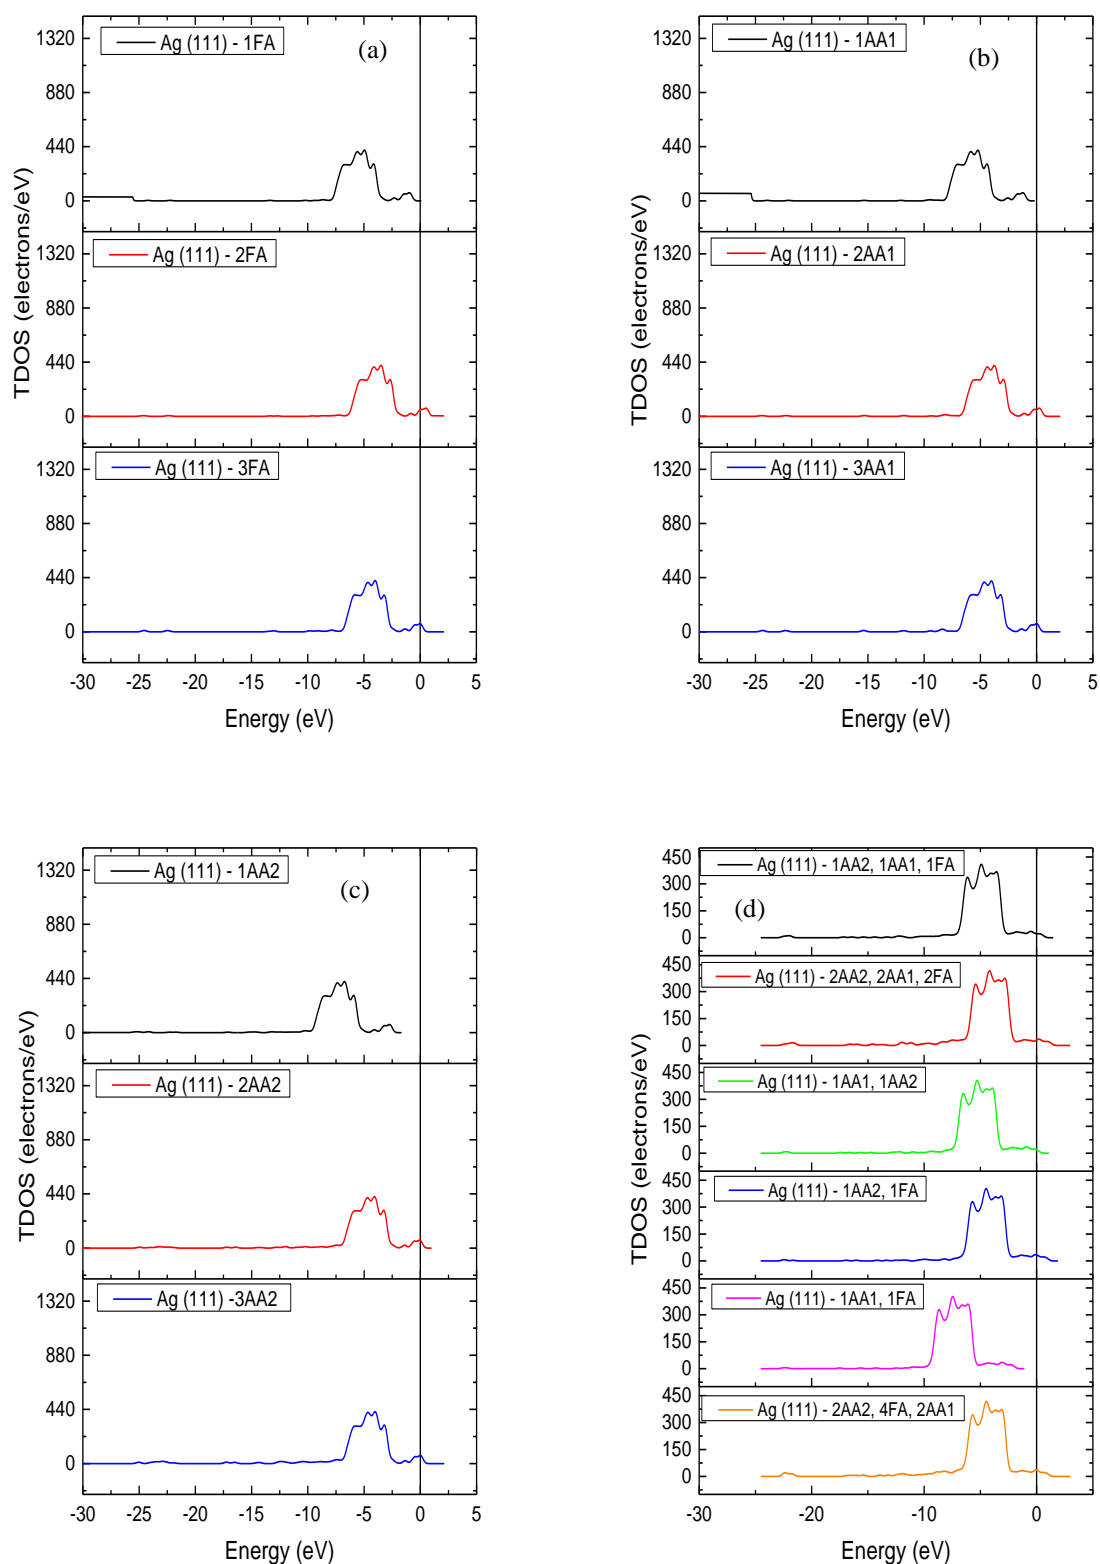 1320
880
440
0
Ag (111) - 1FA
(a)
1320
880
440
0
Ag (111) - 2FA
1320
880
440
0
Ag (111) - 3FA
TDOS (electrons/eV)
-30 -25 -20 -15 -10 -5 0 5
Energy (eV)
1320
880
440
0
Ag (111) - 1AA1
(b)
1320
880
440
0
Ag (111) - 2AA1
1320
880
440
0
Ag (111) - 3AA1
TDOS (electrons/eV)
-30 -25 -20 -15 -10 -5 0 5
Energy (eV)
1320
880
440
0
Ag (111) - 1AA2
(c)
1320
880
440
0
Ag (111) - 2AA2
1320
880
440
0
Ag (111) -3AA2
TDOS (electrons/eV)
-30 -25 -20 -15 -10 -5 0 5
Energy (eV)
450
300
150
0
Ag (111) - 1AA2, 1AA1, 1FA
(d)
450
300
150
0
Ag (111) - 2AA2, 2AA1, 2FA
450
300
150
0
Ag (111) - 1AA1, 1AA2
450
300
150
0
Ag (111) - 1AA2, 1FA
450
300
150
0
Ag (111) - 1AA1, 1FA
450
300
150
0
Ag (111) - 2AA2, 4FA, 2AA1
TDOS (electrons/eV)
-30 -20 -10 0
Energy (eV)